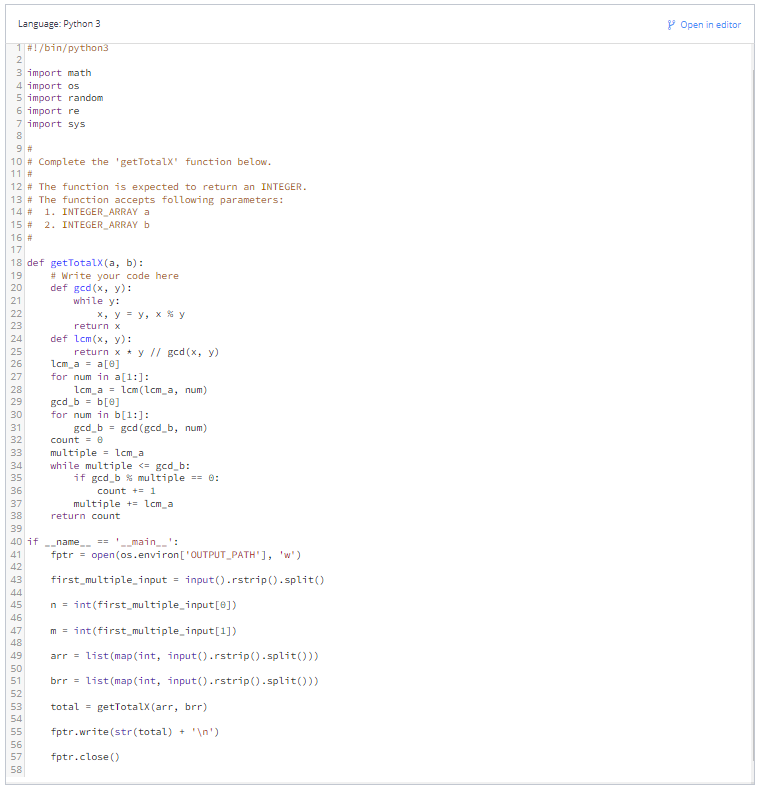 Language: Python 3
Open in editor
1 #!/bin/python3
2
3 import math
4 import os
5 import random
6 import re
7 import sys
8
9 #
10 # Complete the 'getTotalX' function below.
11 #
12 # The function is expected to return an INTEGER.
13 # The function accepts following parameters:
14 #  1. INTEGER_ARRAY a
15 #  2. INTEGER_ARRAY b
16 #
17
18 def getTotalX(a, b):
19     # Write your code here
20     def gcd(x, y):
21         while y:
22             x, y = y, x % y
23         return x
24     def lcm(x, y):
25         return x * y // gcd(x, y)
26     lcm_a = a[0]
27     for num in a[1:]:
28         lcm_a = lcm(lcm_a, num)
29     gcd_b = b[0]
30     for num in b[1:]:
31         gcd_b = gcd(gcd_b, num)
32     count = 0
33     multiple = lcm_a
34     while multiple <= gcd_b:
35         if gcd_b % multiple == 0:
36             count += 1
37         multiple += lcm_a
38     return count
39
40 if __name__ == '__main__':
41     fptr = open(os.environ['OUTPUT_PATH'], 'w')
42
43     first_multiple_input = input().rstrip().split()
44
45     n = int(first_multiple_input[0])
46
47     m = int(first_multiple_input[1])
48
49     arr = list(map(int, input().rstrip().split()))
50
51     brr = list(map(int, input().rstrip().split()))
52
53     total = getTotalX(arr, brr)
54
55     fptr.write(str(total) + '\n')
56
57     fptr.close()
58